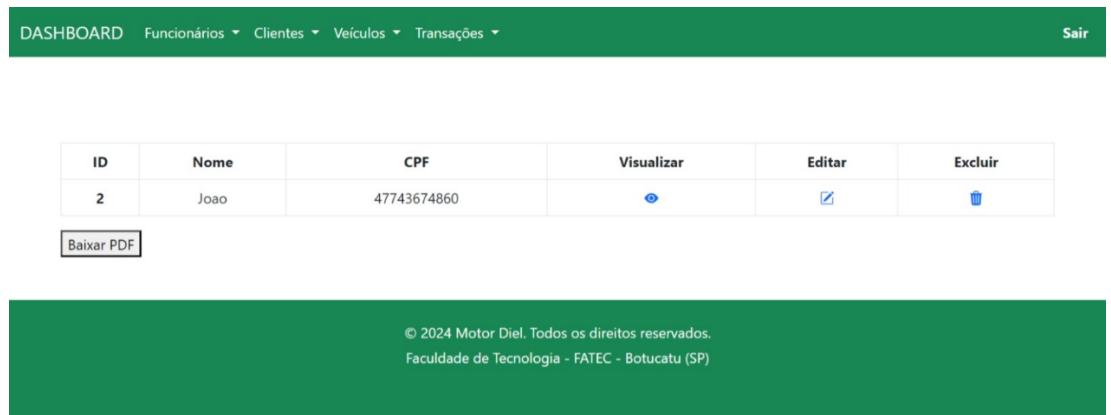 DASHBOARD Funcionários Clientes Veículos Transações Sair
ID Nome CPF Visualizar Editar Excluir
2 Joao 47743674860
Baixar PDF
© 2024 Motor Diel. Todos os direitos reservados.
Faculdade de Tecnologia - FATEC - Botucatu (SP)